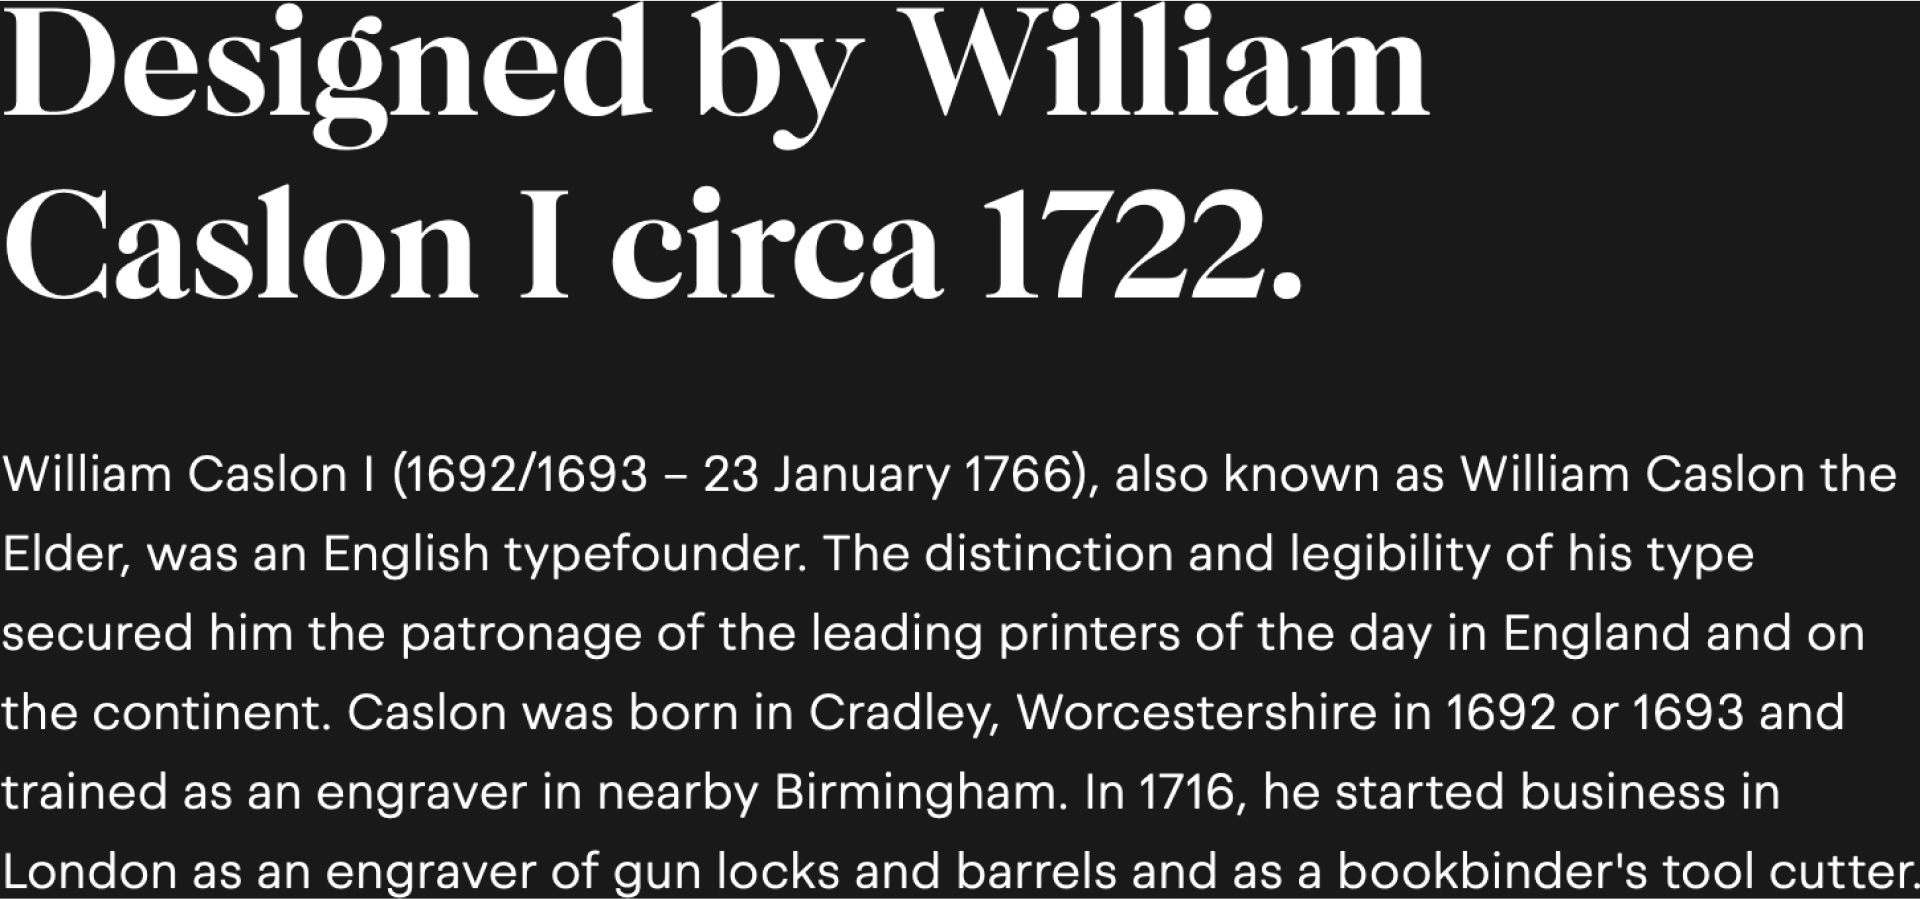 Designed by William
Caslon I circa 1722.
William Caslon I (1692/1693 – 23 January 1766), also known as William Caslon the
Elder, was an English typefounder. The distinction and legibility of his type
secured him the patronage of the leading printers of the day in England and on
the continent. Caslon was born in Cradley, Worcestershire in 1692 or 1693 and
trained as an engraver in nearby Birmingham. In 1716, he started business in
London as an engraver of gun locks and barrels and as a bookbinder's tool cutter.